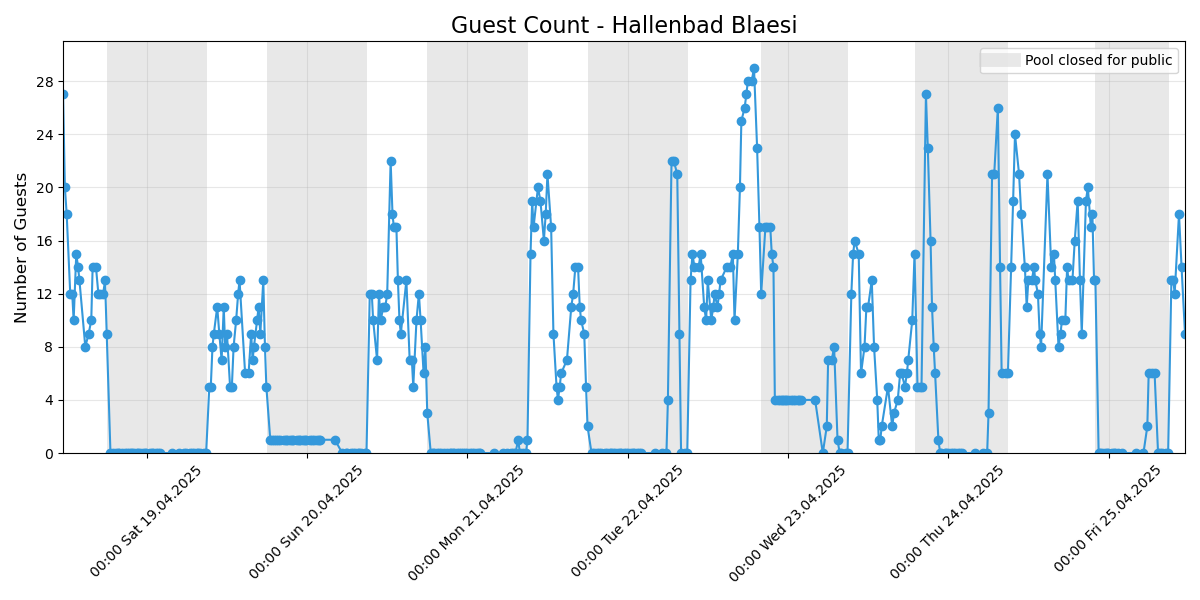 Guest Count - Hallenbad Blaesi
Pool closed for public
Number of Guests
28
24
20
16
12
8
4
0
00:00 Sat 19.04.2025
00:00 Sun 20.04.2025
00:00 Mon 21.04.2025
00:00 Tue 22.04.2025
00:00 Wed 23.04.2025
00:00 Thu 24.04.2025
00:00 Fri 25.04.2025